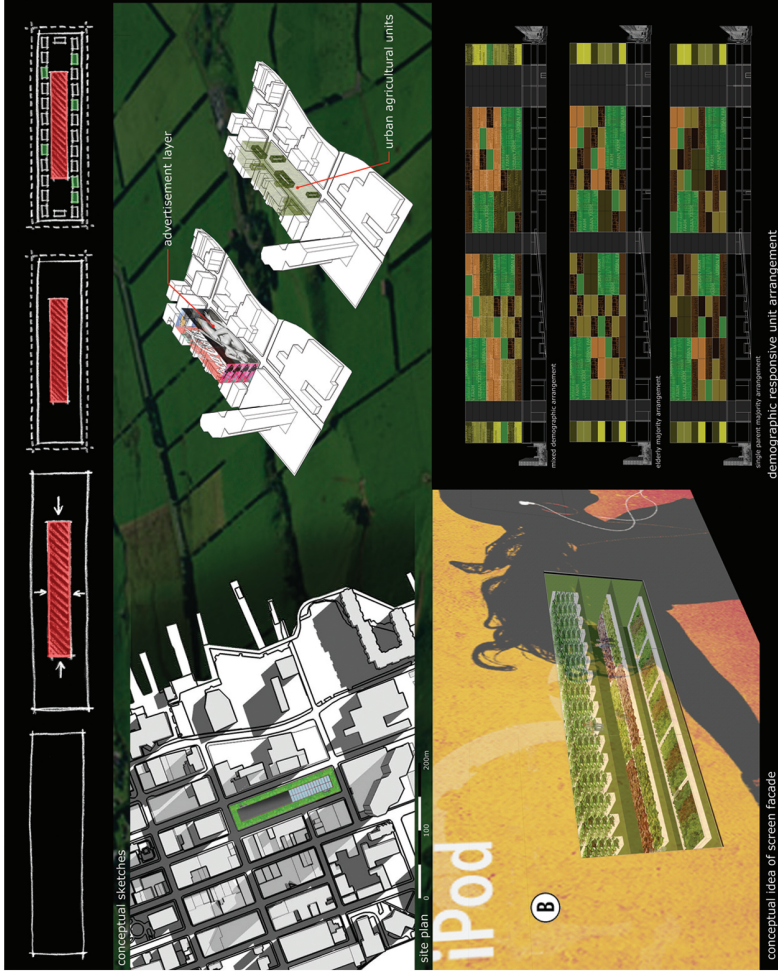 conceptual sketches
advertisement layer
urban agricultural units
site plan
0
100
200m
iPod
B
conceptual idea of screen facade
mixed demographic arrangement
elderly majority arrangement
single parent majority arrangement
demographic responsive unit arrangement